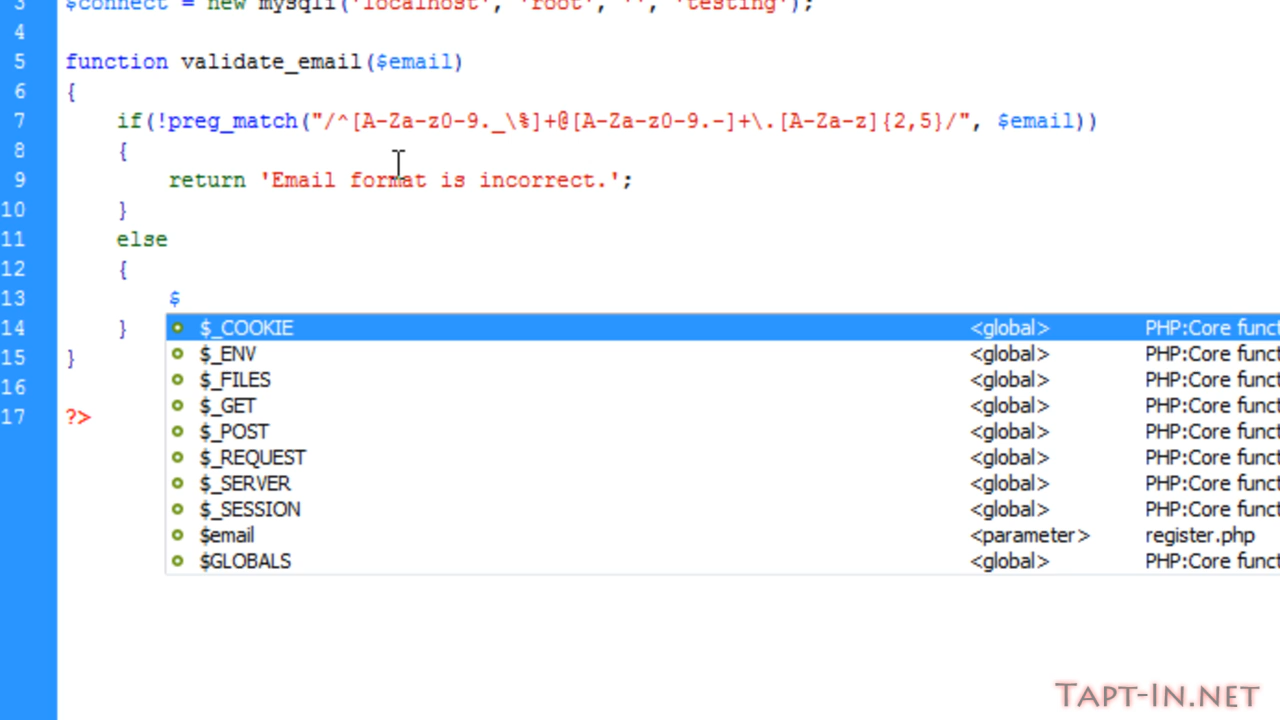 3 $connect = new mysqli('localhost', 'root', '', 'testing');
4
5 function validate_email($email)
6 {
7 if(!preg_match("/^[A-Za-z0-9._\%]+@[A-Za-z0-9.-]+\.[A-Za-z]{2,5}/", $email))
8 {
9 return 'Email format is incorrect.';
10 }
11 else
12 {
13 $
14 }
15 }
16
17 ?>
$_COOKIE <global> PHP:Core funct
$_ENV <global> PHP:Core funct
$_FILES <global> PHP:Core funct
$_GET <global> PHP:Core funct
$_POST <global> PHP:Core funct
$_REQUEST <global> PHP:Core funct
$_SERVER <global> PHP:Core funct
$_SESSION <global> PHP:Core funct
$email <parameter> register.php
$GLOBALS <global> PHP:Core funct
TAPT-IN.NET